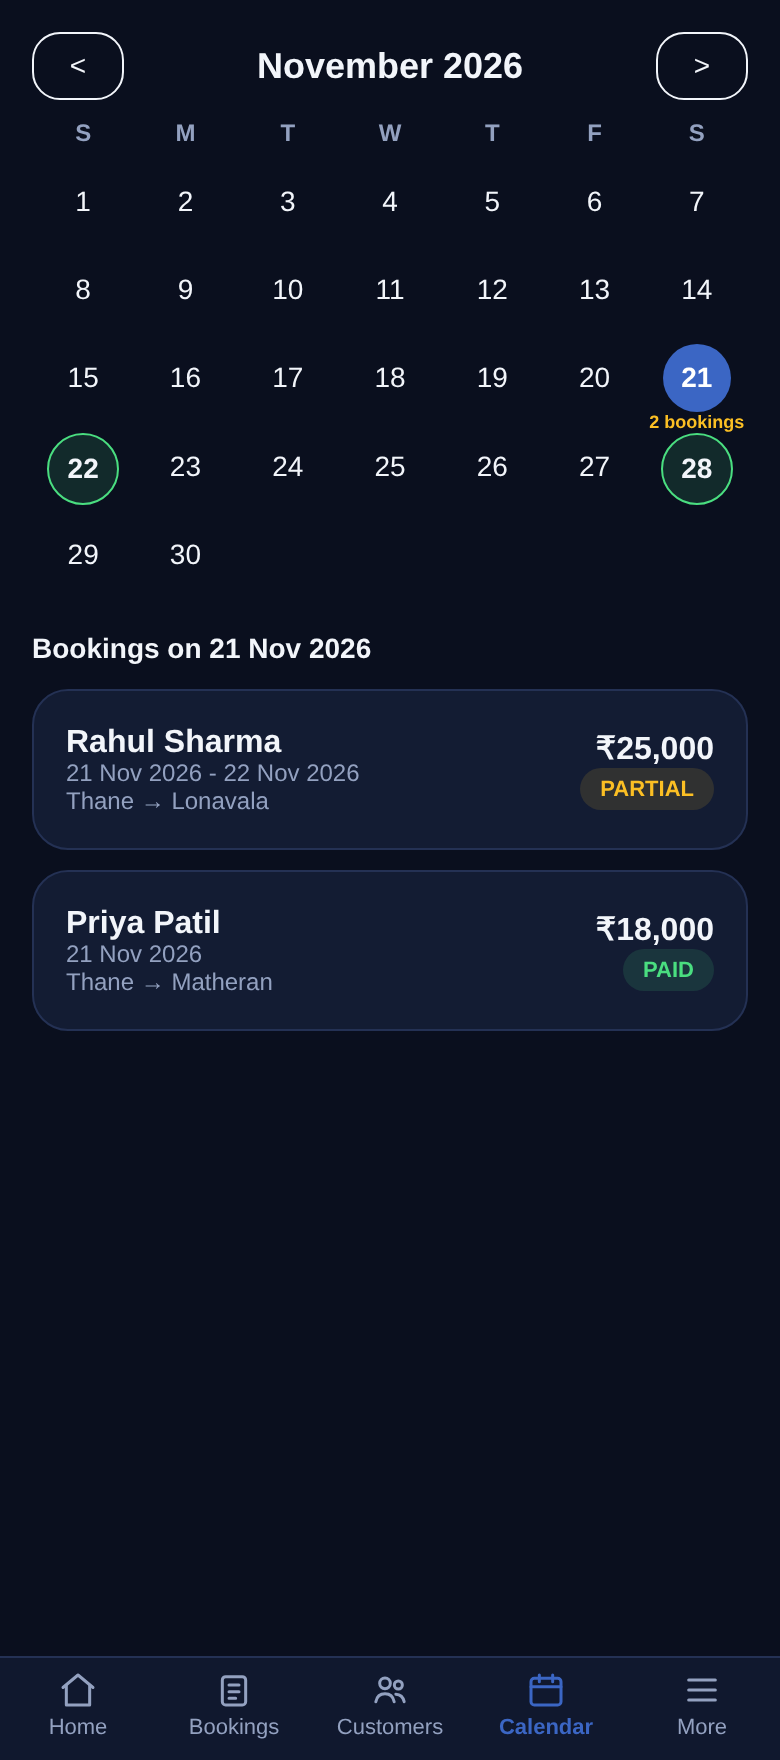 < November 2026 >
S M T W T F S
1 2 3 4 5 6 7
8 9 10 11 12 13 14
15 16 17 18 19 20 21
2 bookings
22 23 24 25 26 27 28
29 30
Bookings on 21 Nov 2026
Rahul Sharma
₹25,000
21 Nov 2026 - 22 Nov 2026
PARTIAL
Thane → Lonavala
Priya Patil
₹18,000
21 Nov 2026
PAID
Thane → Matheran
Home Bookings Customers Calendar More